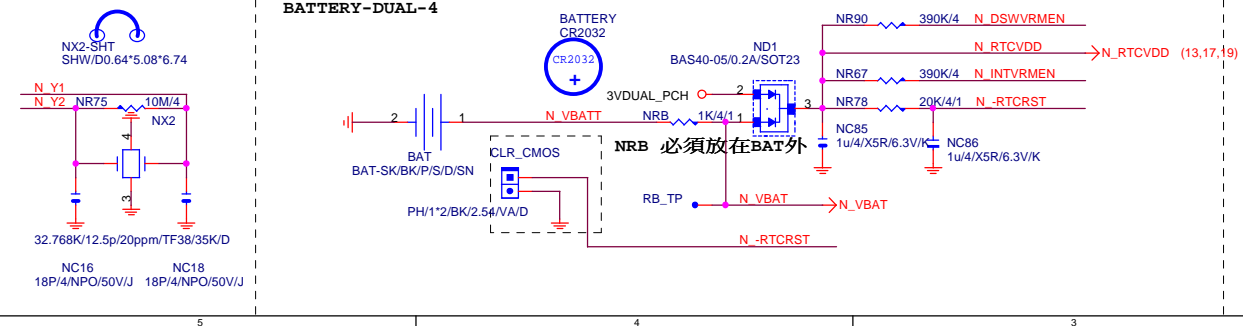 BATTERY-DUAL-4
NX2-SHT
SHW/D0.64*5.08*6.74
N_Y1
N_Y2
NR75
10M/4
NX2
4
3
32.768K/12.5p/20ppm/TF38/35K/D
NC16
18P/4/NPO/50V/J
NC18
18P/4/NPO/50V/J
BATTERY
CR2032
CR2032
+
2
1
BAT
BAT-SK/BK/P/S/D/SN
N_VBATT
NRB
1K/4/1
3VDUAL_PCH
ND1
BAS40-05/0.2A/SOT23
2
1
3
NRB 必須放在BAT外
CLR_CMOS
PH/1*2/BK/2.54/VA/D
RB_TP
N_VBAT
N_VBAT
N_-RTCRST
NR90
390K/4
N_DSWVRMEN
N_RTCVDD
N_RTCVDD (13,17,19)
NR67
390K/4
N_INTVRMEN
NR78
20K/4/1
N_-RTCRST
NC85
1u/4/X5R/6.3V/K
NC86
1u/4/X5R/6.3V/K
5
4
3